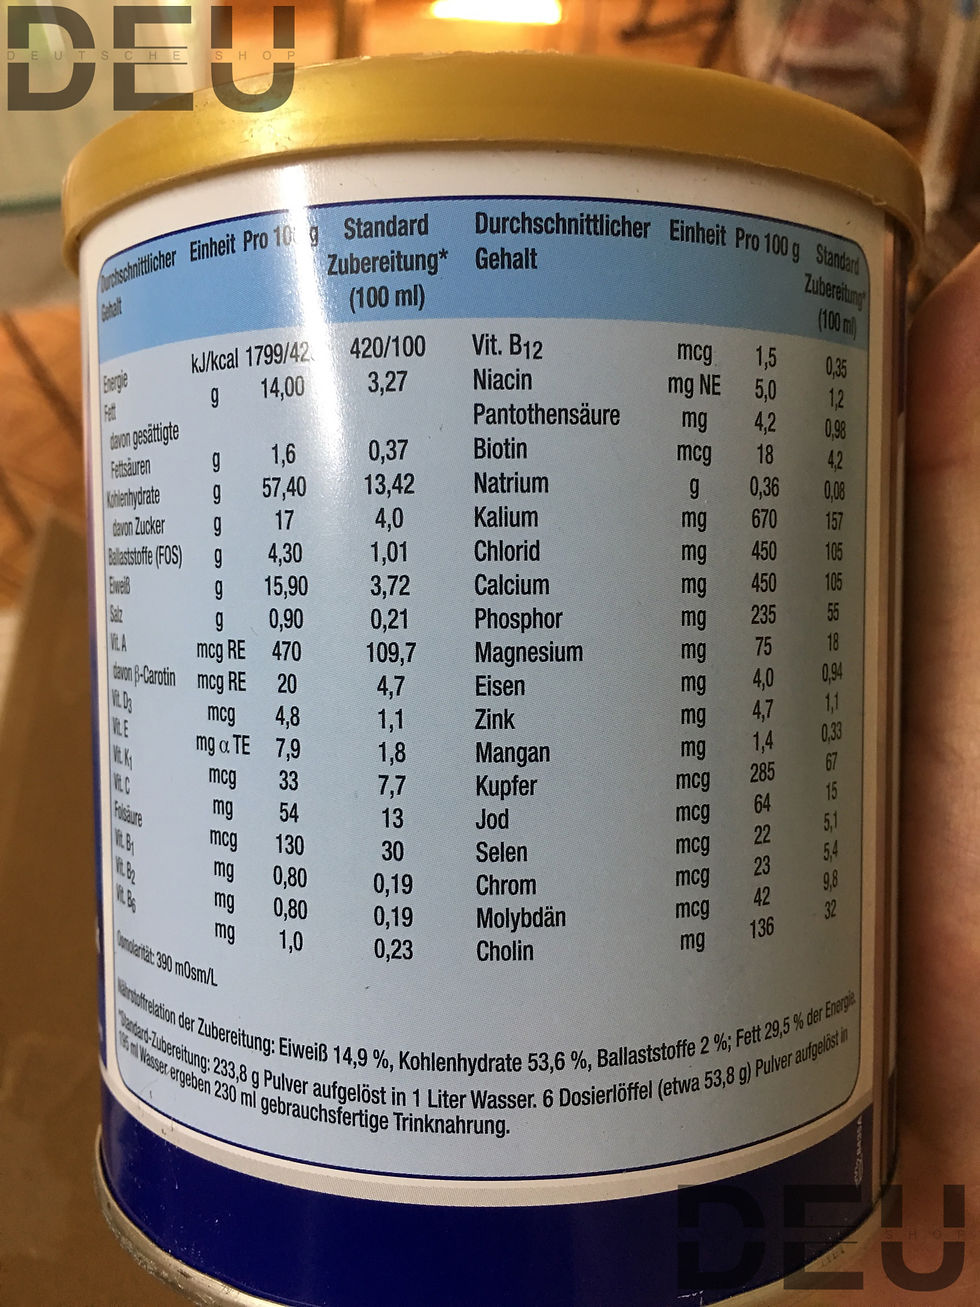 DEU
DEUTSCHE SHOP
Durchschnittlicher Gehalt Einheit Pro 100 g Standard Zubereitung* (100 ml)
Energie kJ/kcal 1799/42 420/100
Fett g 14,00 3,27
davon gesättigte
Fettsäuren g 1,6 0,37
Kohlenhydrate g 57,40 13,42
davon Zucker g 17 4,0
Ballaststoffe (FOS) g 4,30 1,01
Eiweiß g 15,90 3,72
Salz g 0,90 0,21
Vit. A mcg RE 470 109,7
davon β-Carotin mcg RE 20 4,7
Vit. D3 mcg 4,8 1,1
Vit. E mg α TE 7,9 1,8
Vit. K1 mcg 33 7,7
Vit. C mg 54 13
Folsäure mcg 130 30
Vit. B1 mg 0,80 0,19
Vit. B2 mg 0,80 0,19
Vit. B6 mg 1,0 0,23
Durchschnittlicher Gehalt Einheit Pro 100 g Standard Zubereitung* (100 ml)
Vit. B12 mcg 1,5 0,35
Niacin mg NE 5,0 1,2
Pantothensäure mg 4,2 0,98
Biotin mcg 18 4,2
Natrium g 0,36 0,08
Kalium mg 670 157
Chlorid mg 450 105
Calcium mg 450 105
Phosphor mg 235 55
Magnesium mg 75 18
Eisen mg 4,0 0,94
Zink mg 4,7 1,1
Mangan mg 1,4 0,33
Kupfer mcg 285 67
Jod mcg 64 15
Selen mcg 22 5,1
Chrom mcg 23 5,4
Molybdän mcg 42 9,8
Cholin mg 136 32
Osmolarität: 390 mOsm/L
Nährstoffrelation der Zubereitung: Eiweiß 14,9 %, Kohlenhydrate 53,6 %, Ballaststoffe 2 %; Fett 29,5 % der Energie.
*Standard-Zubereitung: 233,8 g Pulver aufgelöst in 1 Liter Wasser. 6 Dosierlöffel (etwa 53,8 g) Pulver aufgelöst in
195 ml Wasser ergeben 230 ml gebrauchsfertige Trinknahrung.
DEU
SHOP